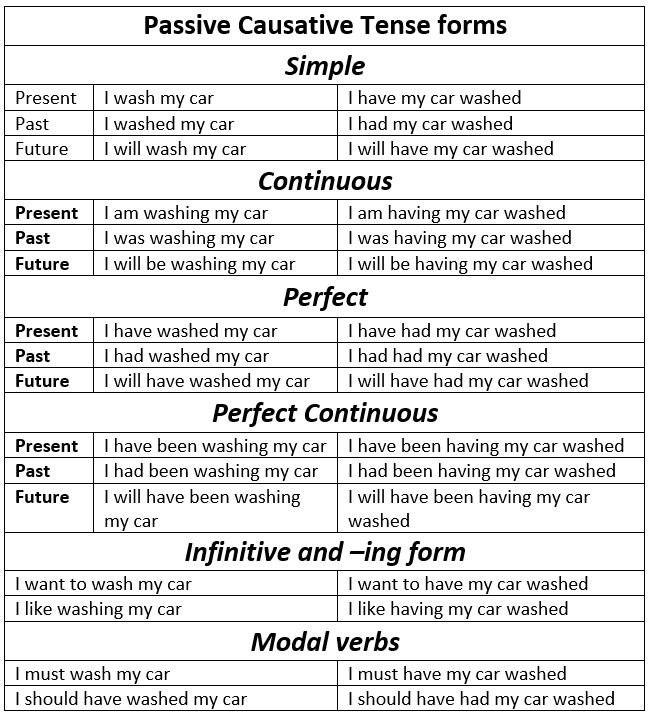 Passive Causative Tense forms
Simple
Present I wash my car I have my car washed
Past I washed my car I had my car washed
Future I will wash my car I will have my car washed
Continuous
Present I am washing my car I am having my car washed
Past I was washing my car I was having my car washed
Future I will be washing my car I will be having my car washed
Perfect
Present I have washed my car I have had my car washed
Past I had washed my car I had had my car washed
Future I will have washed my car I will have had my car washed
Perfect Continuous
Present I have been washing my car I have been having my car washed
Past I had been washing my car I had been having my car washed
Future I will have been washing I will have been having my car
my car washed
Infinitive and –ing form
I want to wash my car I want to have my car washed
I like washing my car I like having my car washed
Modal verbs
I must wash my car I must have my car washed
I should have washed my car I should have had my car washed